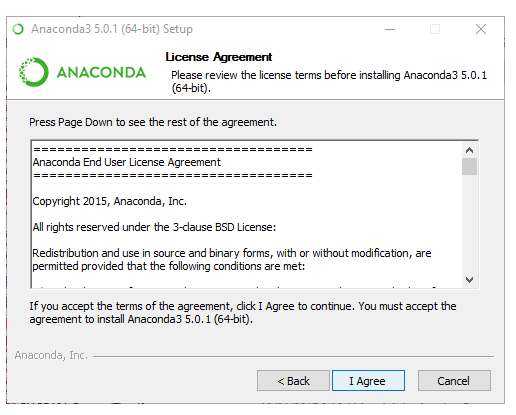 Anaconda3 5.0.1 (64-bit) Setup
ANACONDA
License Agreement
Please review the license terms before installing Anaconda3 5.0.1
(64-bit).
Press Page Down to see the rest of the agreement.
===================================
Anaconda End User License Agreement
===================================
Copyright 2015, Anaconda, Inc.
All rights reserved under the 3-clause BSD License:
Redistribution and use in source and binary forms, with or without modification, are
permitted provided that the following conditions are met:
If you accept the terms of the agreement, click I Agree to continue. You must accept the
agreement to install Anaconda3 5.0.1 (64-bit).
Anaconda, Inc.
< Back
I Agree
Cancel